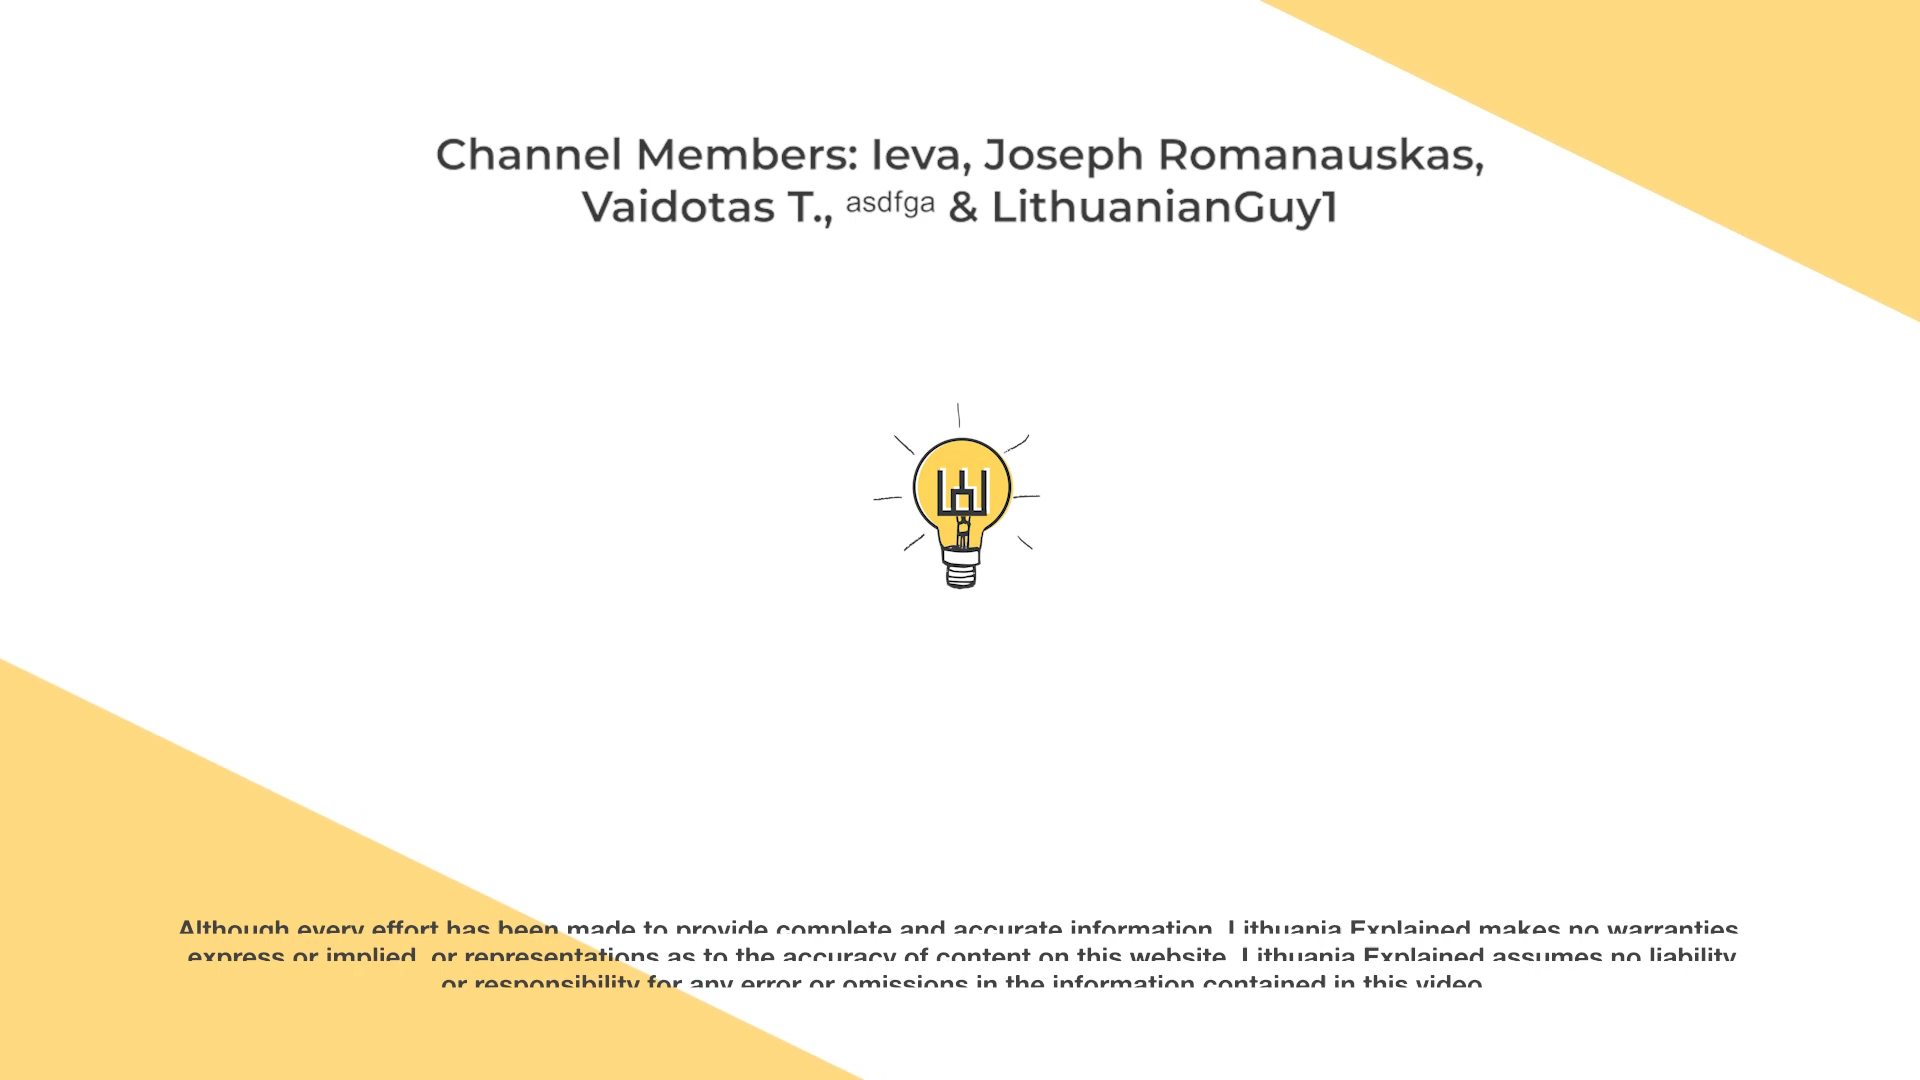 Channel Members: Ieva, Joseph Romanauskas,
Vaidotas T., ᵃˢᵈᶠᵍᵃ & LithuanianGuy1
Although every effort has been made to provide complete and accurate information, Lithuania Explained makes no warranties
express or implied, or representations as to the accuracy of content on this website. Lithuania Explained assumes no liability
or responsibility for any error or omissions in the information contained in this video.